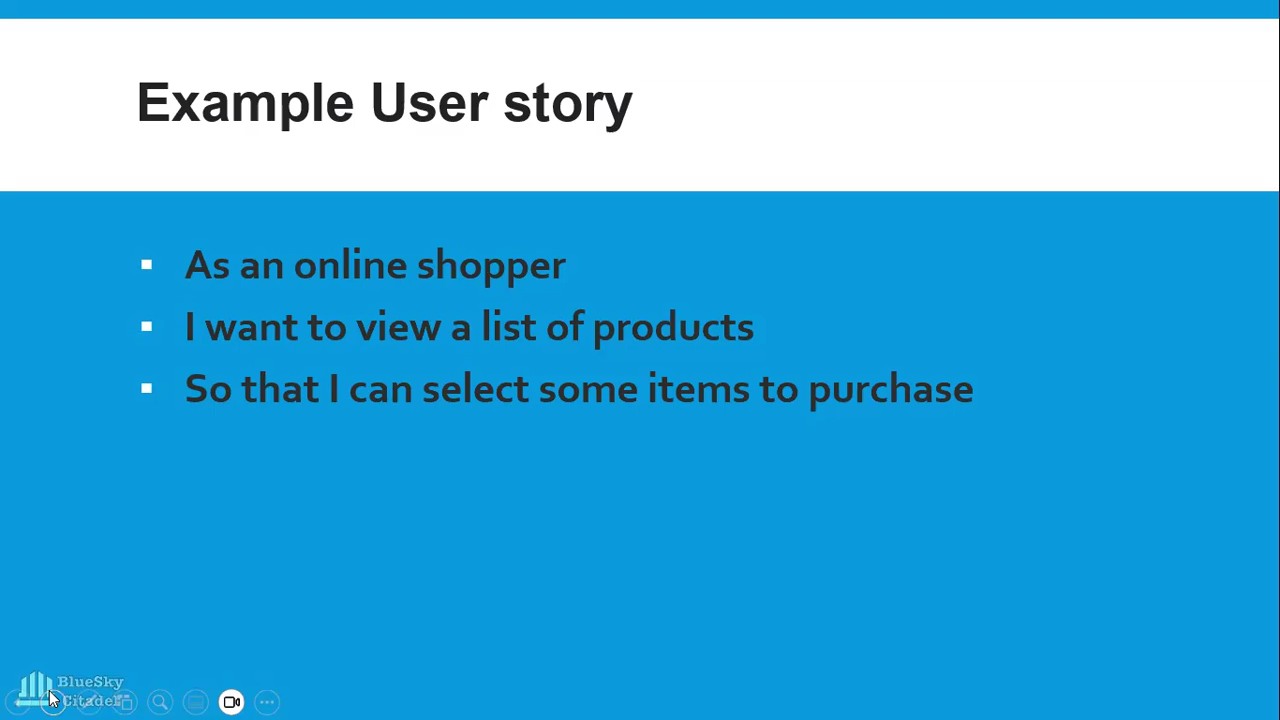 Example User story
As an online shopper
I want to view a list of products
So that I can select some items to purchase
BlueSky
Citadel